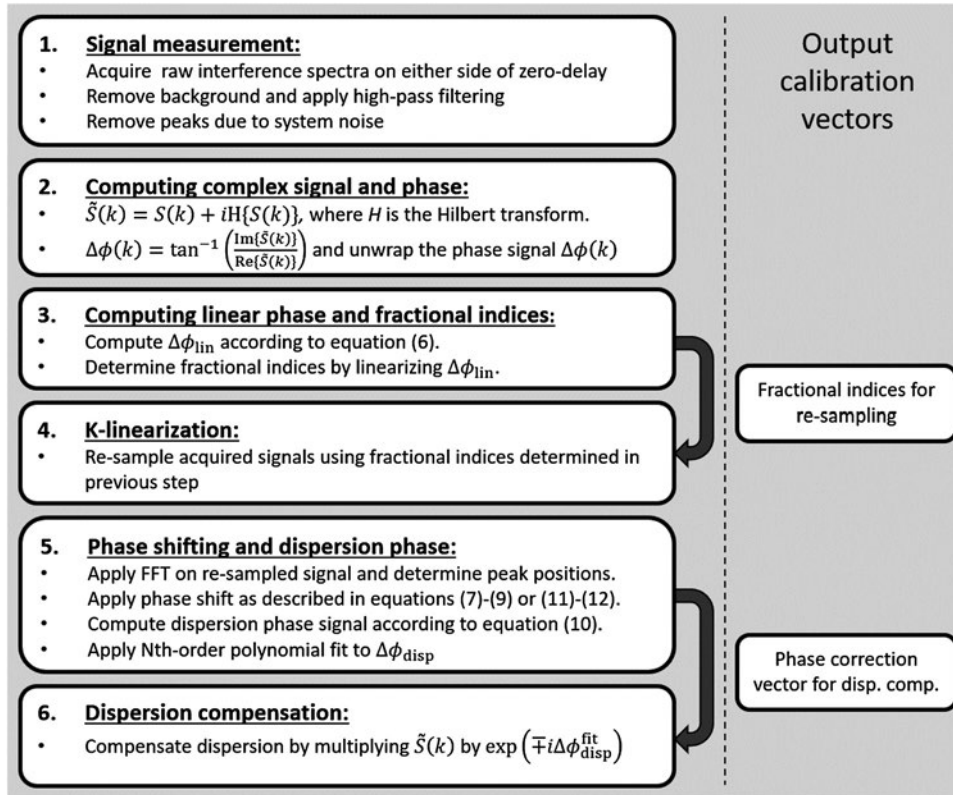 1. Signal measurement:
• Acquire raw interference spectra on either side of zero-delay
• Remove background and apply high-pass filtering
• Remove peaks due to system noise
2. Computing complex signal and phase:
• S̃(k) = S(k) + iH{S(k)}, where H is the Hilbert transform.
• Δϕ(k) = tan⁻¹ (Im{S̃(k)}/Re{S̃(k)}) and unwrap the phase signal Δϕ(k)
3. Computing linear phase and fractional indices:
• Compute Δϕlin according to equation (6).
• Determine fractional indices by linearizing Δϕlin.
4. K-linearization:
• Re-sample acquired signals using fractional indices determined in
previous step
5. Phase shifting and dispersion phase:
• Apply FFT on re-sampled signal and determine peak positions.
• Apply phase shift as described in equations (7)-(9) or (11)-(12).
• Compute dispersion phase signal according to equation (10).
• Apply Nth-order polynomial fit to Δϕdisp
6. Dispersion compensation:
• Compensate dispersion by multiplying S̃(k) by exp (∓iΔϕ^fit_disp)
Output
calibration
vectors
Fractional indices for
re-sampling
Phase correction
vector for disp. comp.